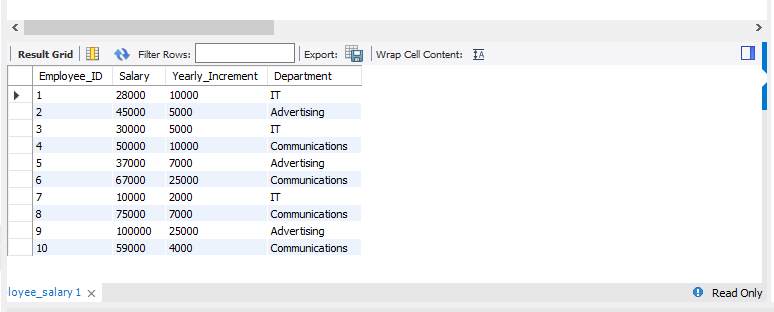 Result Grid Filter Rows: Export: Wrap Cell Content: IA
Employee_ID Salary Yearly_Increment Department
1 28000 10000 IT
2 45000 5000 Advertising
3 30000 5000 IT
4 50000 10000 Communications
5 37000 7000 Advertising
6 67000 25000 Communications
7 10000 2000 IT
8 75000 7000 Communications
9 100000 25000 Advertising
10 59000 4000 Communications
loyee_salary 1 Read Only